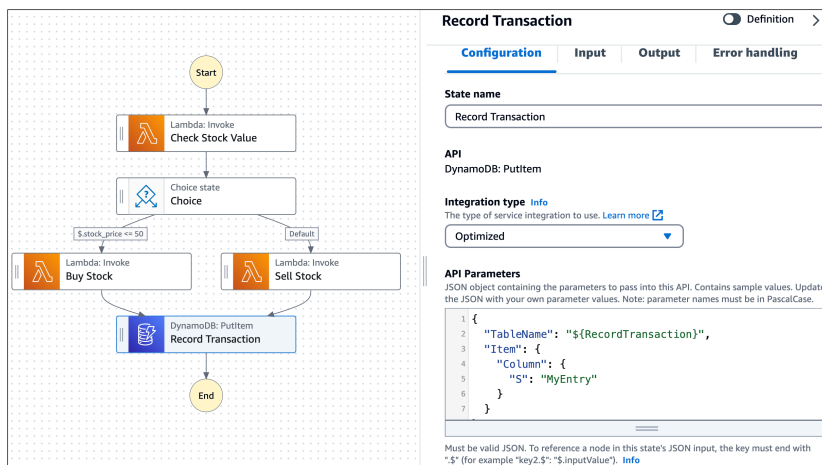 Start
Lambda: Invoke
Check Stock Value
Choice state
Choice
$.stock_price <= 50
Default
Lambda: Invoke
Buy Stock
Lambda: Invoke
Sell Stock
DynamoDB: PutItem
Record Transaction
End
Record Transaction
Definition
Configuration Input Output Error handling
State name
Record Transaction
API
DynamoDB: PutItem
Integration type Info
The type of service integration to use. Learn more
Optimized
API Parameters
JSON object containing the parameters to pass into this API. Contains sample values. Update
the JSON with your own parameter values. Note: parameter names must be in PascalCase.
1 {
2 "TableName": "${RecordTransaction}",
3 "Item": {
4 "Column": {
5 "S": "MyEntry"
6 }
7 }
Must be valid JSON. To reference a node in this state's JSON input, the key must end with
".$" (for example "key2.$": "$.inputValue"). Info